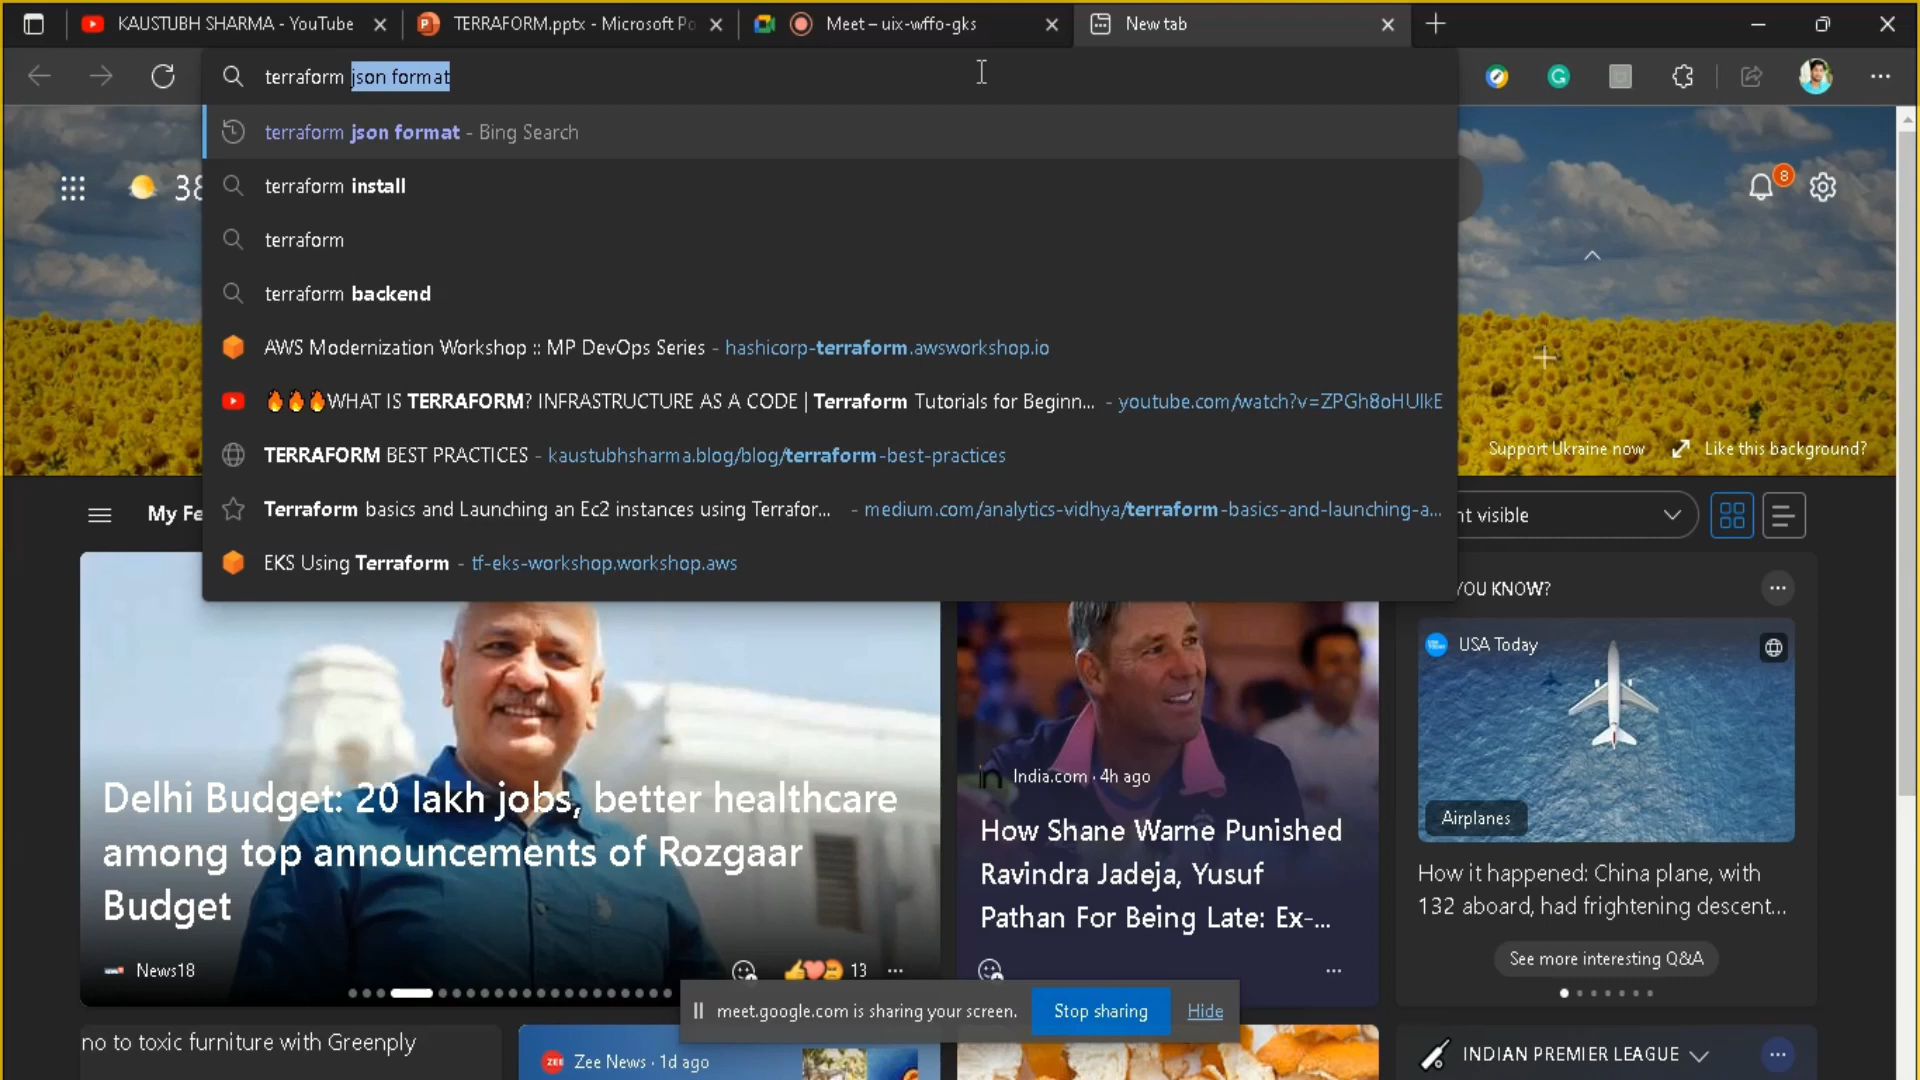 KAUSTUBH SHARMA - YouTube
TERRAFORM.pptx - Microsoft Po
Meet – uix-wffo-gks
New tab
terraform json format
terraform json format - Bing Search
terraform install
terraform
terraform backend
AWS Modernization Workshop :: MP DevOps Series - hashicorp-terraform.awsworkshop.io
🔥🔥🔥WHAT IS TERRAFORM? INFRASTRUCTURE AS A CODE | Terraform Tutorials for Beginn... - youtube.com/watch?v=ZPGh8oHUlkE
TERRAFORM BEST PRACTICES - kaustubhsharma.blog/blog/terraform-best-practices
Terraform basics and Launching an Ec2 instances using Terrafor... - medium.com/analytics-vidhya/terraform-basics-and-launching-a...
EKS Using Terraform - tf-eks-workshop.workshop.aws
38
8
Support Ukraine now
Like this background?
My Fe
nt visible
YOU KNOW?
USA Today
Airplanes
How it happened: China plane, with
132 aboard, had frightening descent...
See more interesting Q&A
Delhi Budget: 20 lakh jobs, better healthcare
among top announcements of Rozgaar
Budget
News18
13
India.com · 4h ago
How Shane Warne Punished
Ravindra Jadeja, Yusuf
Pathan For Being Late: Ex-...
meet.google.com is sharing your screen.
Stop sharing
Hide
no to toxic furniture with Greenply
ZEE
Zee News · 1d ago
INDIAN PREMIER LEAGUE